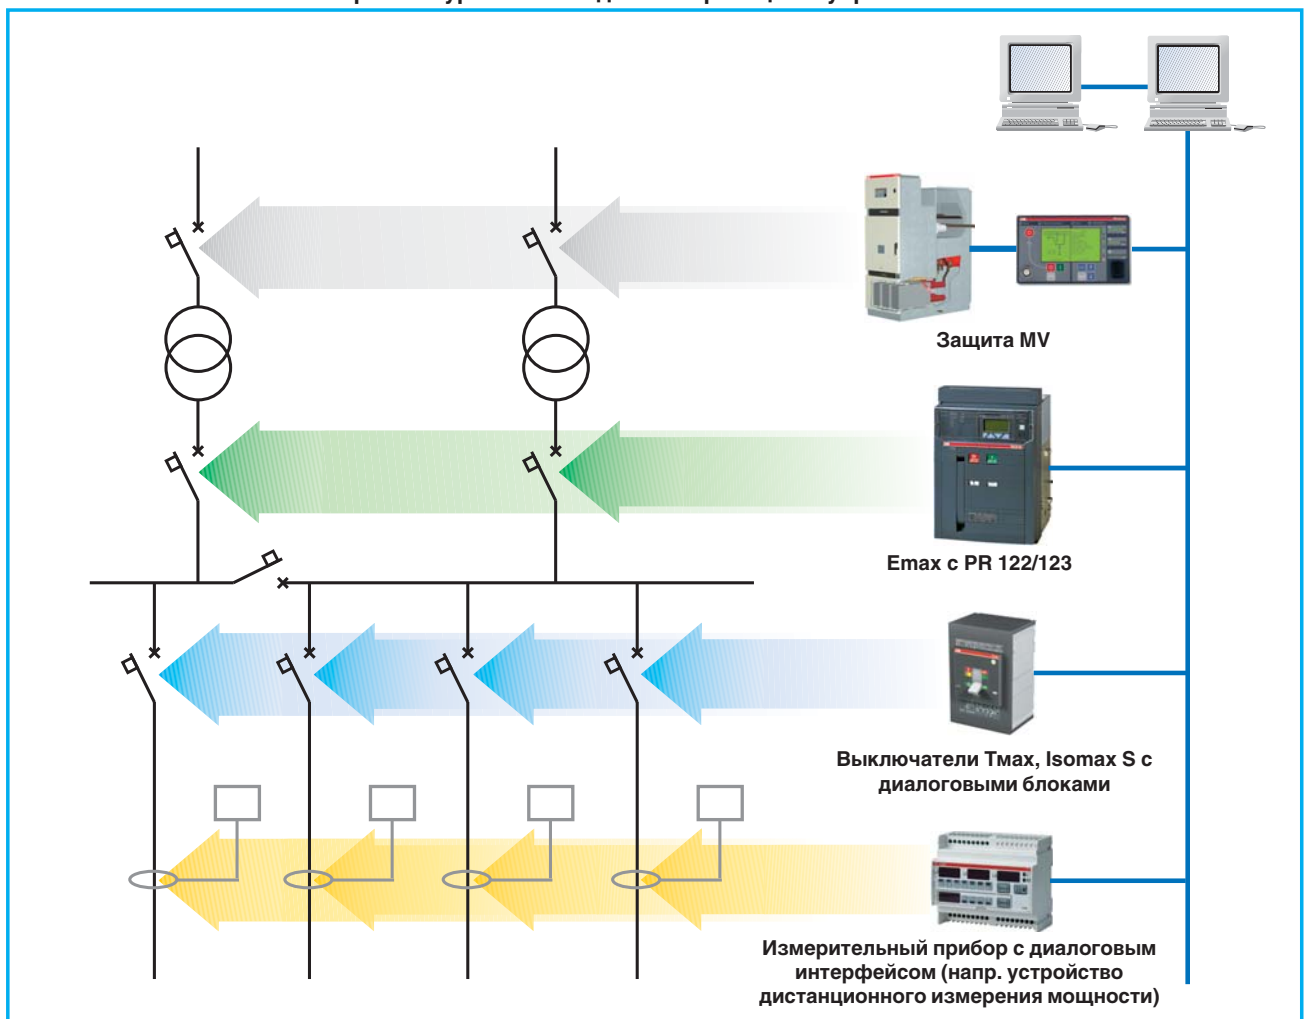 Защита MV
Emax с PR 122/123
Выключатели Tмах, Isomax S с
диалоговыми блоками
Измерительный прибор с диалоговым
интерфейсом (напр. устройство
дистанционного измерения мощности)